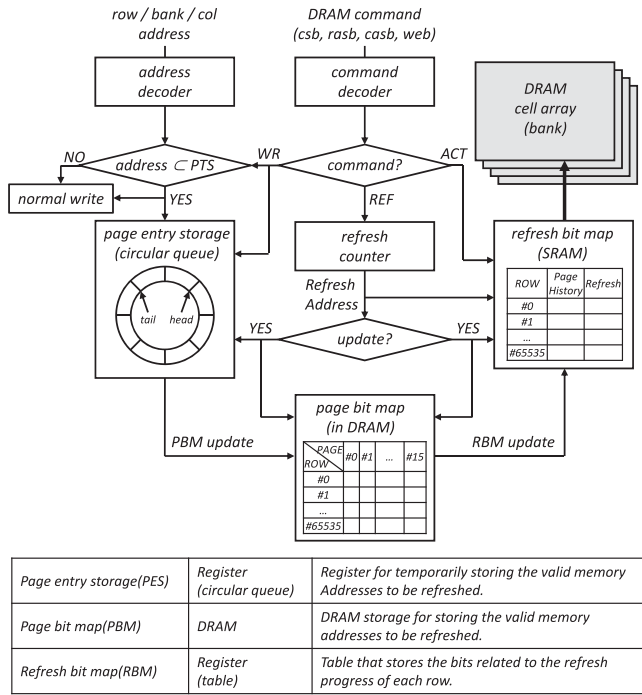 row / bank / col
address
DRAM command
(csb, rasb, casb, web)
address
decoder
command
decoder
DRAM
cell array
(bank)
NO
address ⊂ PTS
WR
command?
ACT
normal write
YES
REF
page entry storage
(circular queue)
tail
head
refresh
counter
Refresh
Address
refresh bit map
(SRAM)
ROW
Page
History
Refresh
#0
#1
...
#65535
YES
update?
YES
page bit map
(in DRAM)
PBM update
RBM update
PAGE
ROW
#0
#1
...
#15
#0
#1
...
#65535
Page entry storage(PES)
Register
(circular queue)
Register for temporarily storing the valid memory
Addresses to be refreshed.
Page bit map(PBM)
DRAM
DRAM storage for storing the valid memory
addresses to be refreshed.
Refresh bit map(RBM)
Register
(table)
Table that stores the bits related to the refresh
progress of each row.